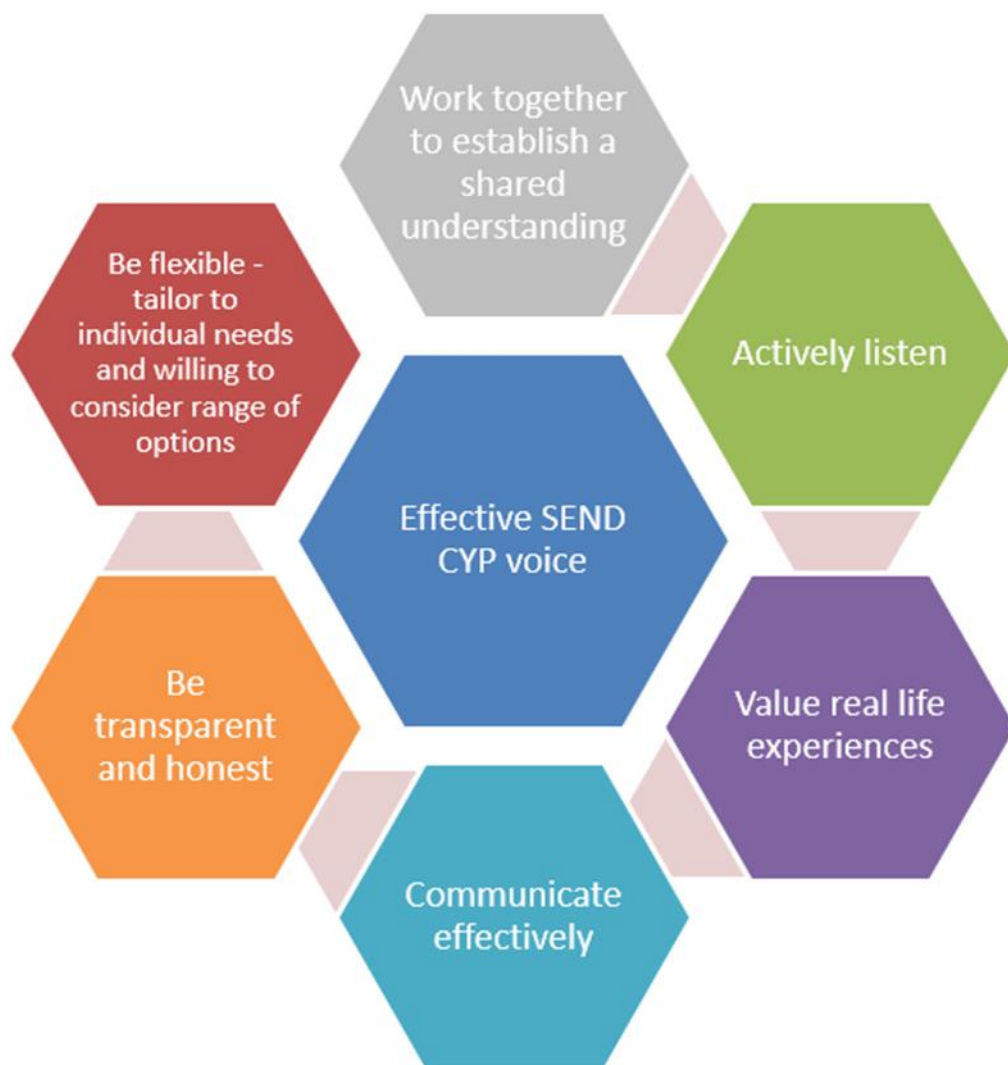 Work together
to establish a
shared
understanding
Actively listen
Value real life
experiences
Communicate
effectively
Be
transparent
and honest
Be flexible -
tailor to
individual needs
and willing to
consider range of
options
Effective SEND
CYP voice